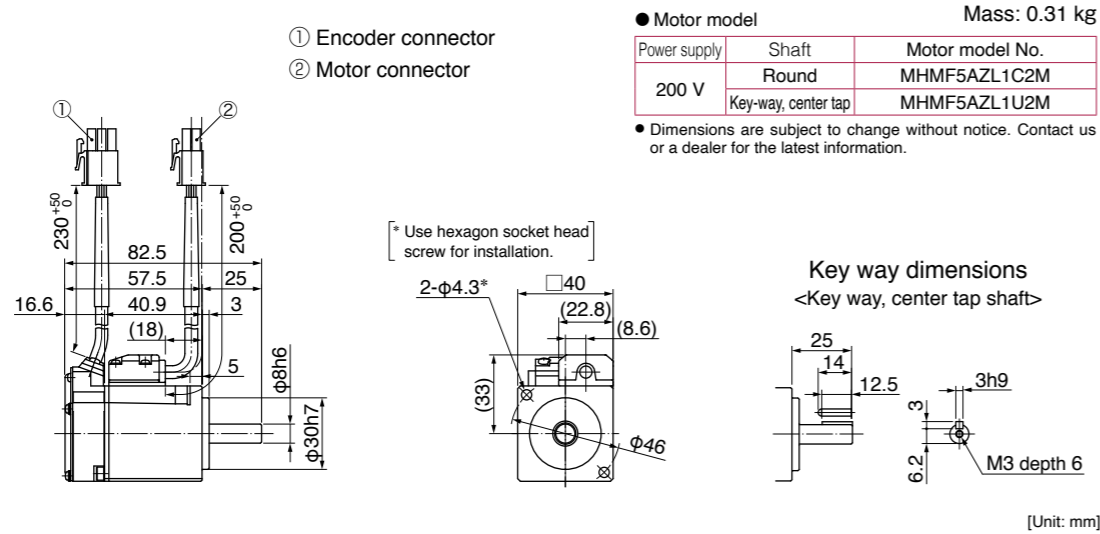 ① Encoder connector
② Motor connector
● Motor model
Mass: 0.31 kg
Power supply Shaft Motor model No.
200 V Round MHMF5AZL1C2M
Key-way, center tap MHMF5AZL1U2M
● Dimensions are subject to change without notice. Contact us
or a dealer for the latest information.
① ②
230 +50 0
200 +50 0
82.5
57.5 25
16.6 40.9 3
(18)
5
φ8h6
φ30h7
* Use hexagon socket head
screw for installation.
2-φ4.3*
□40
(22.8)
(8.6)
(33)
φ46
Key way dimensions
<Key way, center tap shaft>
25
14
12.5
3h9
3
6.2
M3 depth 6
[Unit: mm]